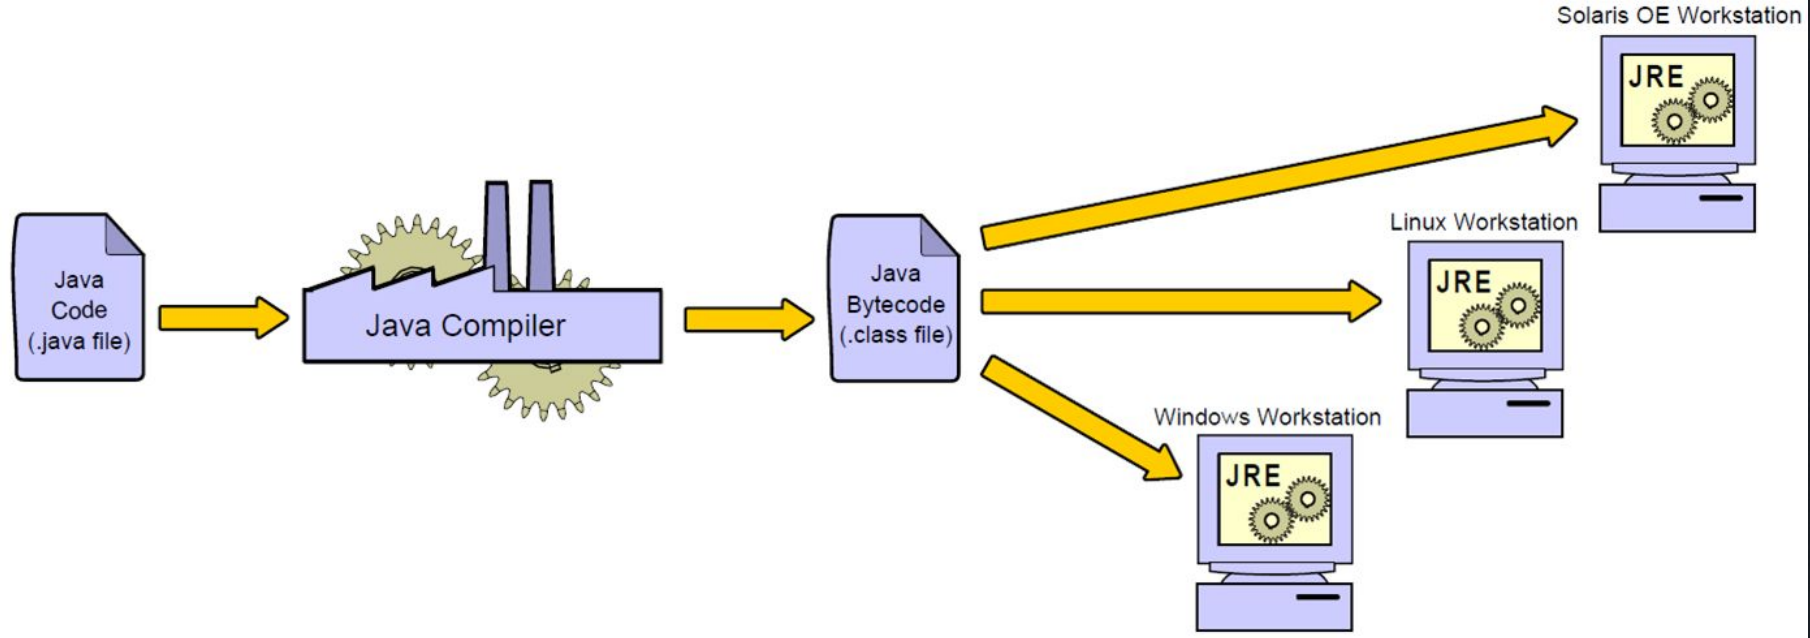 Java
Code
(.java file)
Java Compiler
Java
Bytecode
(.class file)
Solaris OE Workstation
JRE
Linux Workstation
JRE
Windows Workstation
JRE